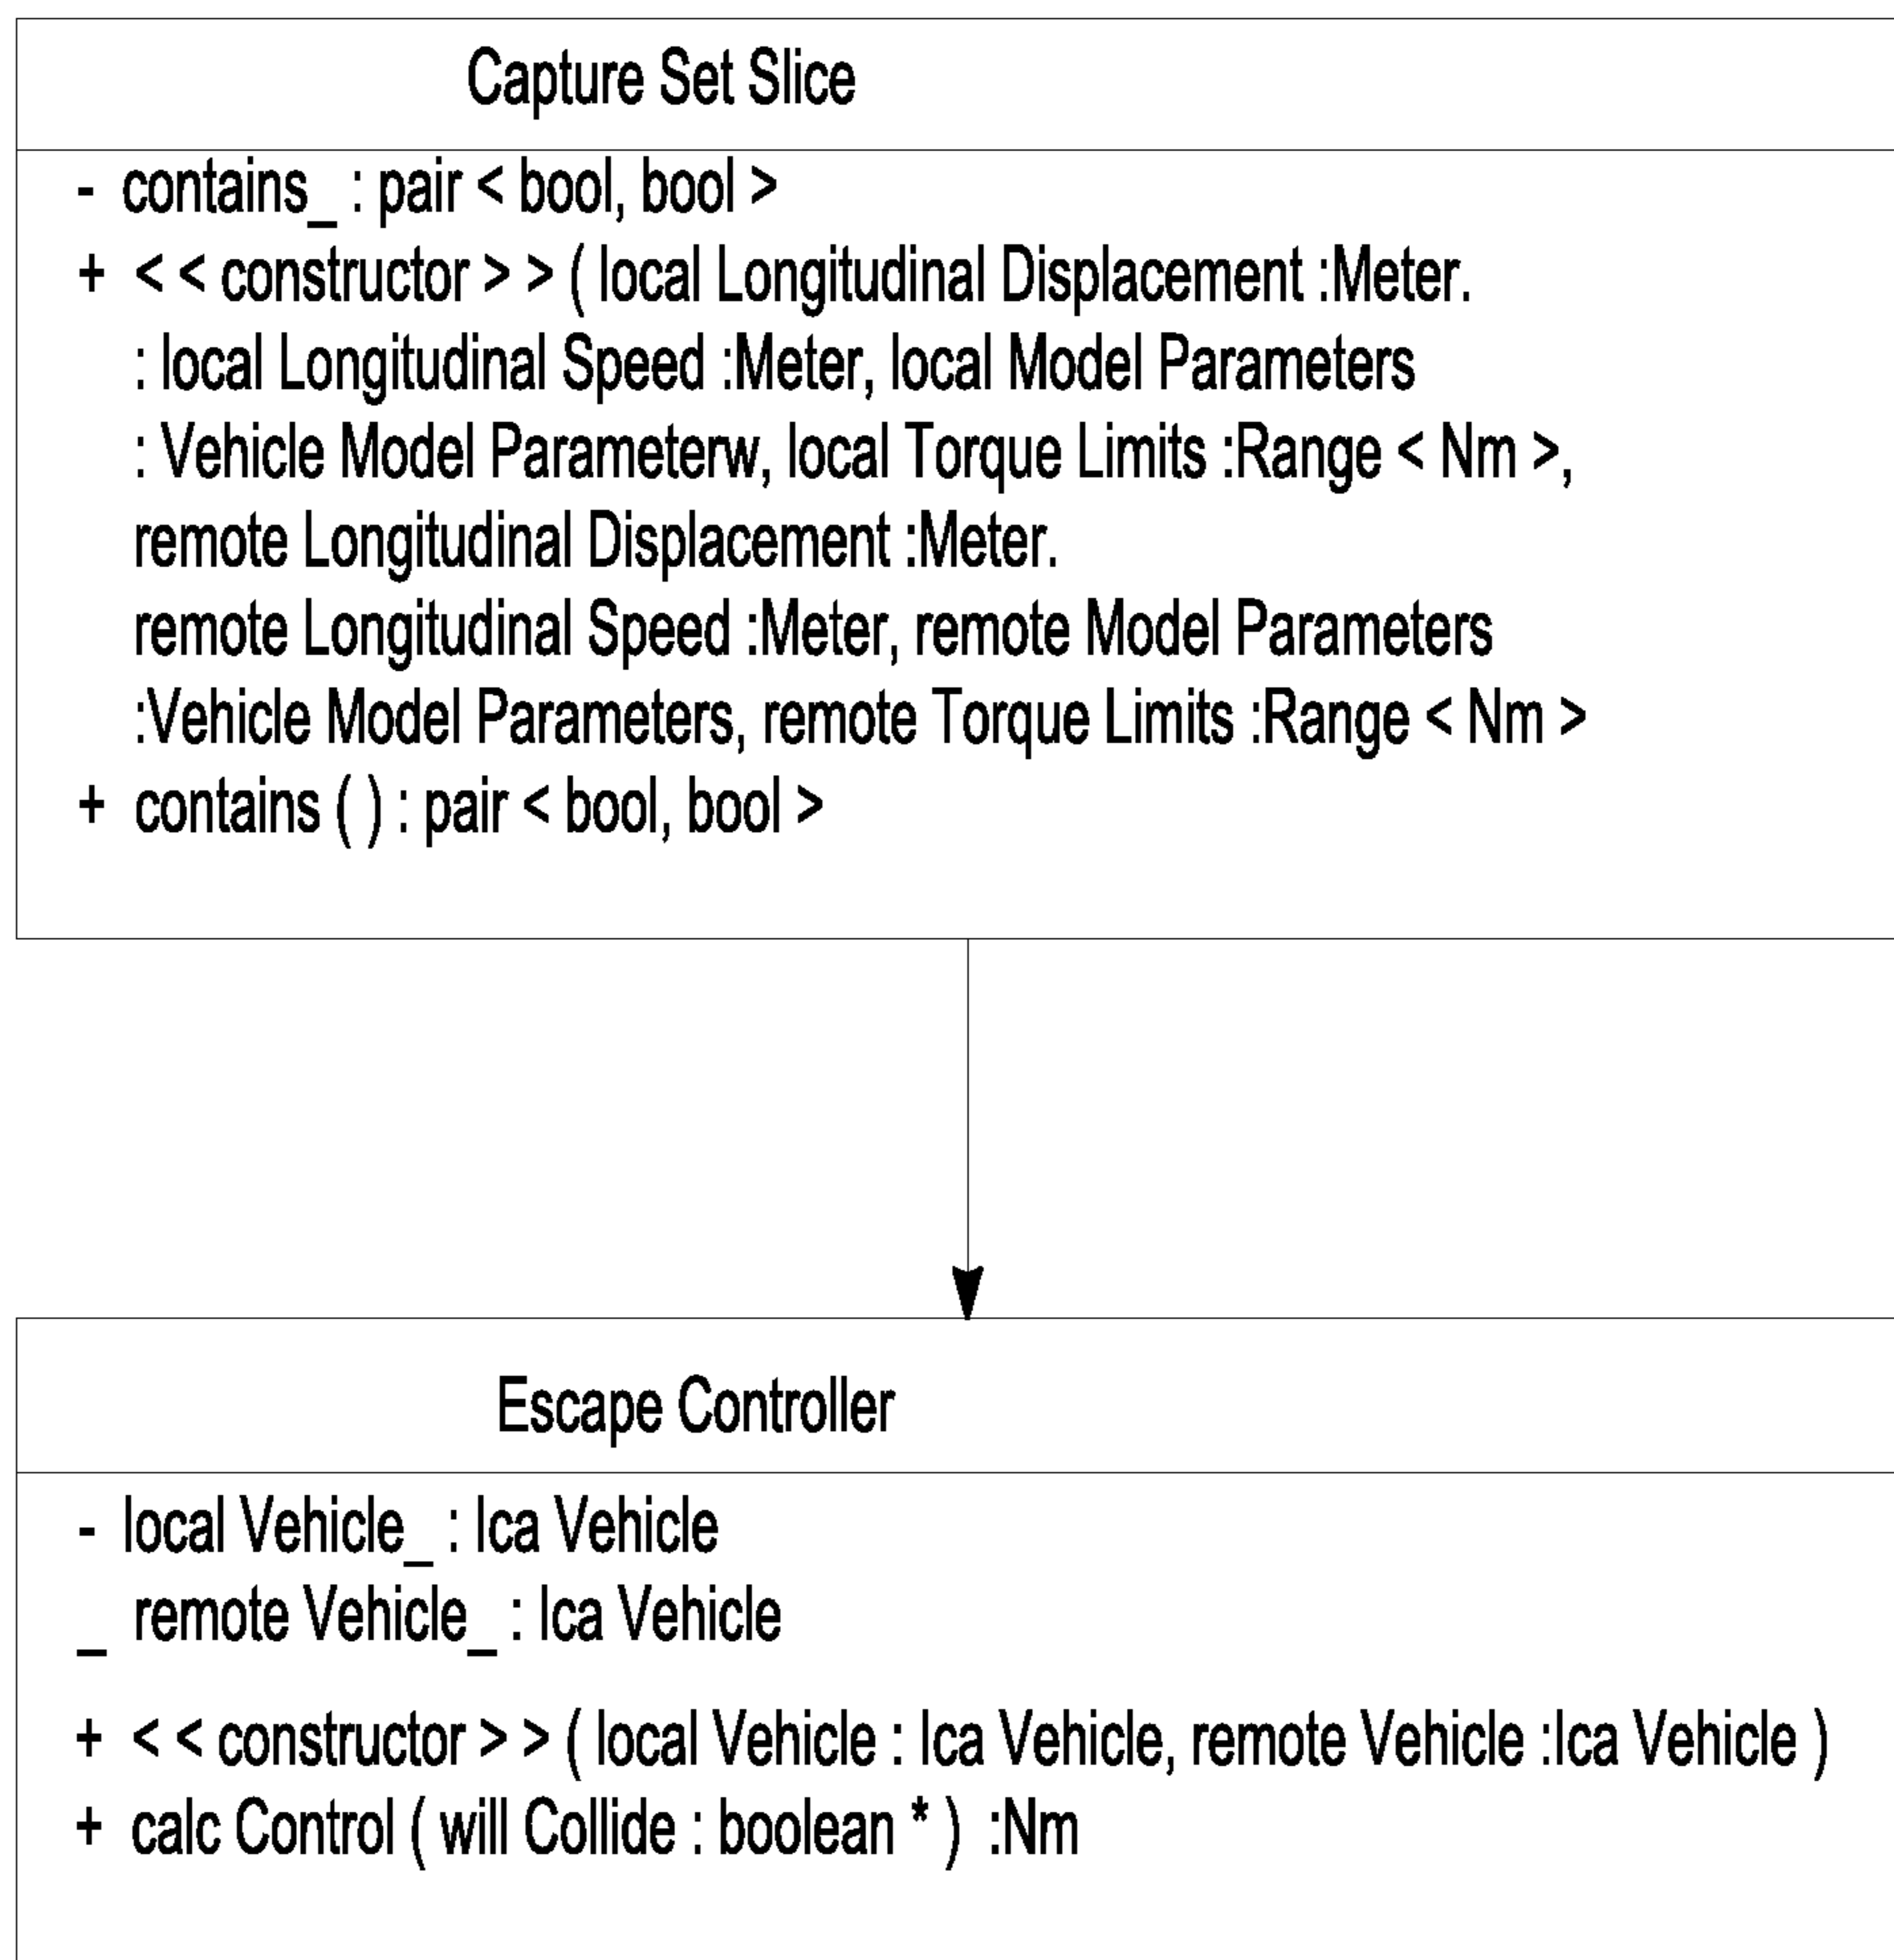 Capture Set Slice
- contains_ : pair < bool, bool >
+ < < constructor > > ( local Longitudinal Displacement :Meter.
: local Longitudinal Speed :Meter, local Model Parameters
: Vehicle Model Parameterw, local Torque Limits :Range < Nm >,
remote Longitudinal Displacement :Meter.
remote Longitudinal Speed :Meter, remote Model Parameters
:Vehicle Model Parameters, remote Torque Limits :Range < Nm >
+ contains ( ) : pair < bool, bool >
Escape Controller
- local Vehicle_ : Ica Vehicle
_ remote Vehicle_ : Ica Vehicle
+ < < constructor > > ( local Vehicle : Ica Vehicle, remote Vehicle :Ica Vehicle )
+ calc Control ( will Collide : boolean * ) :Nm